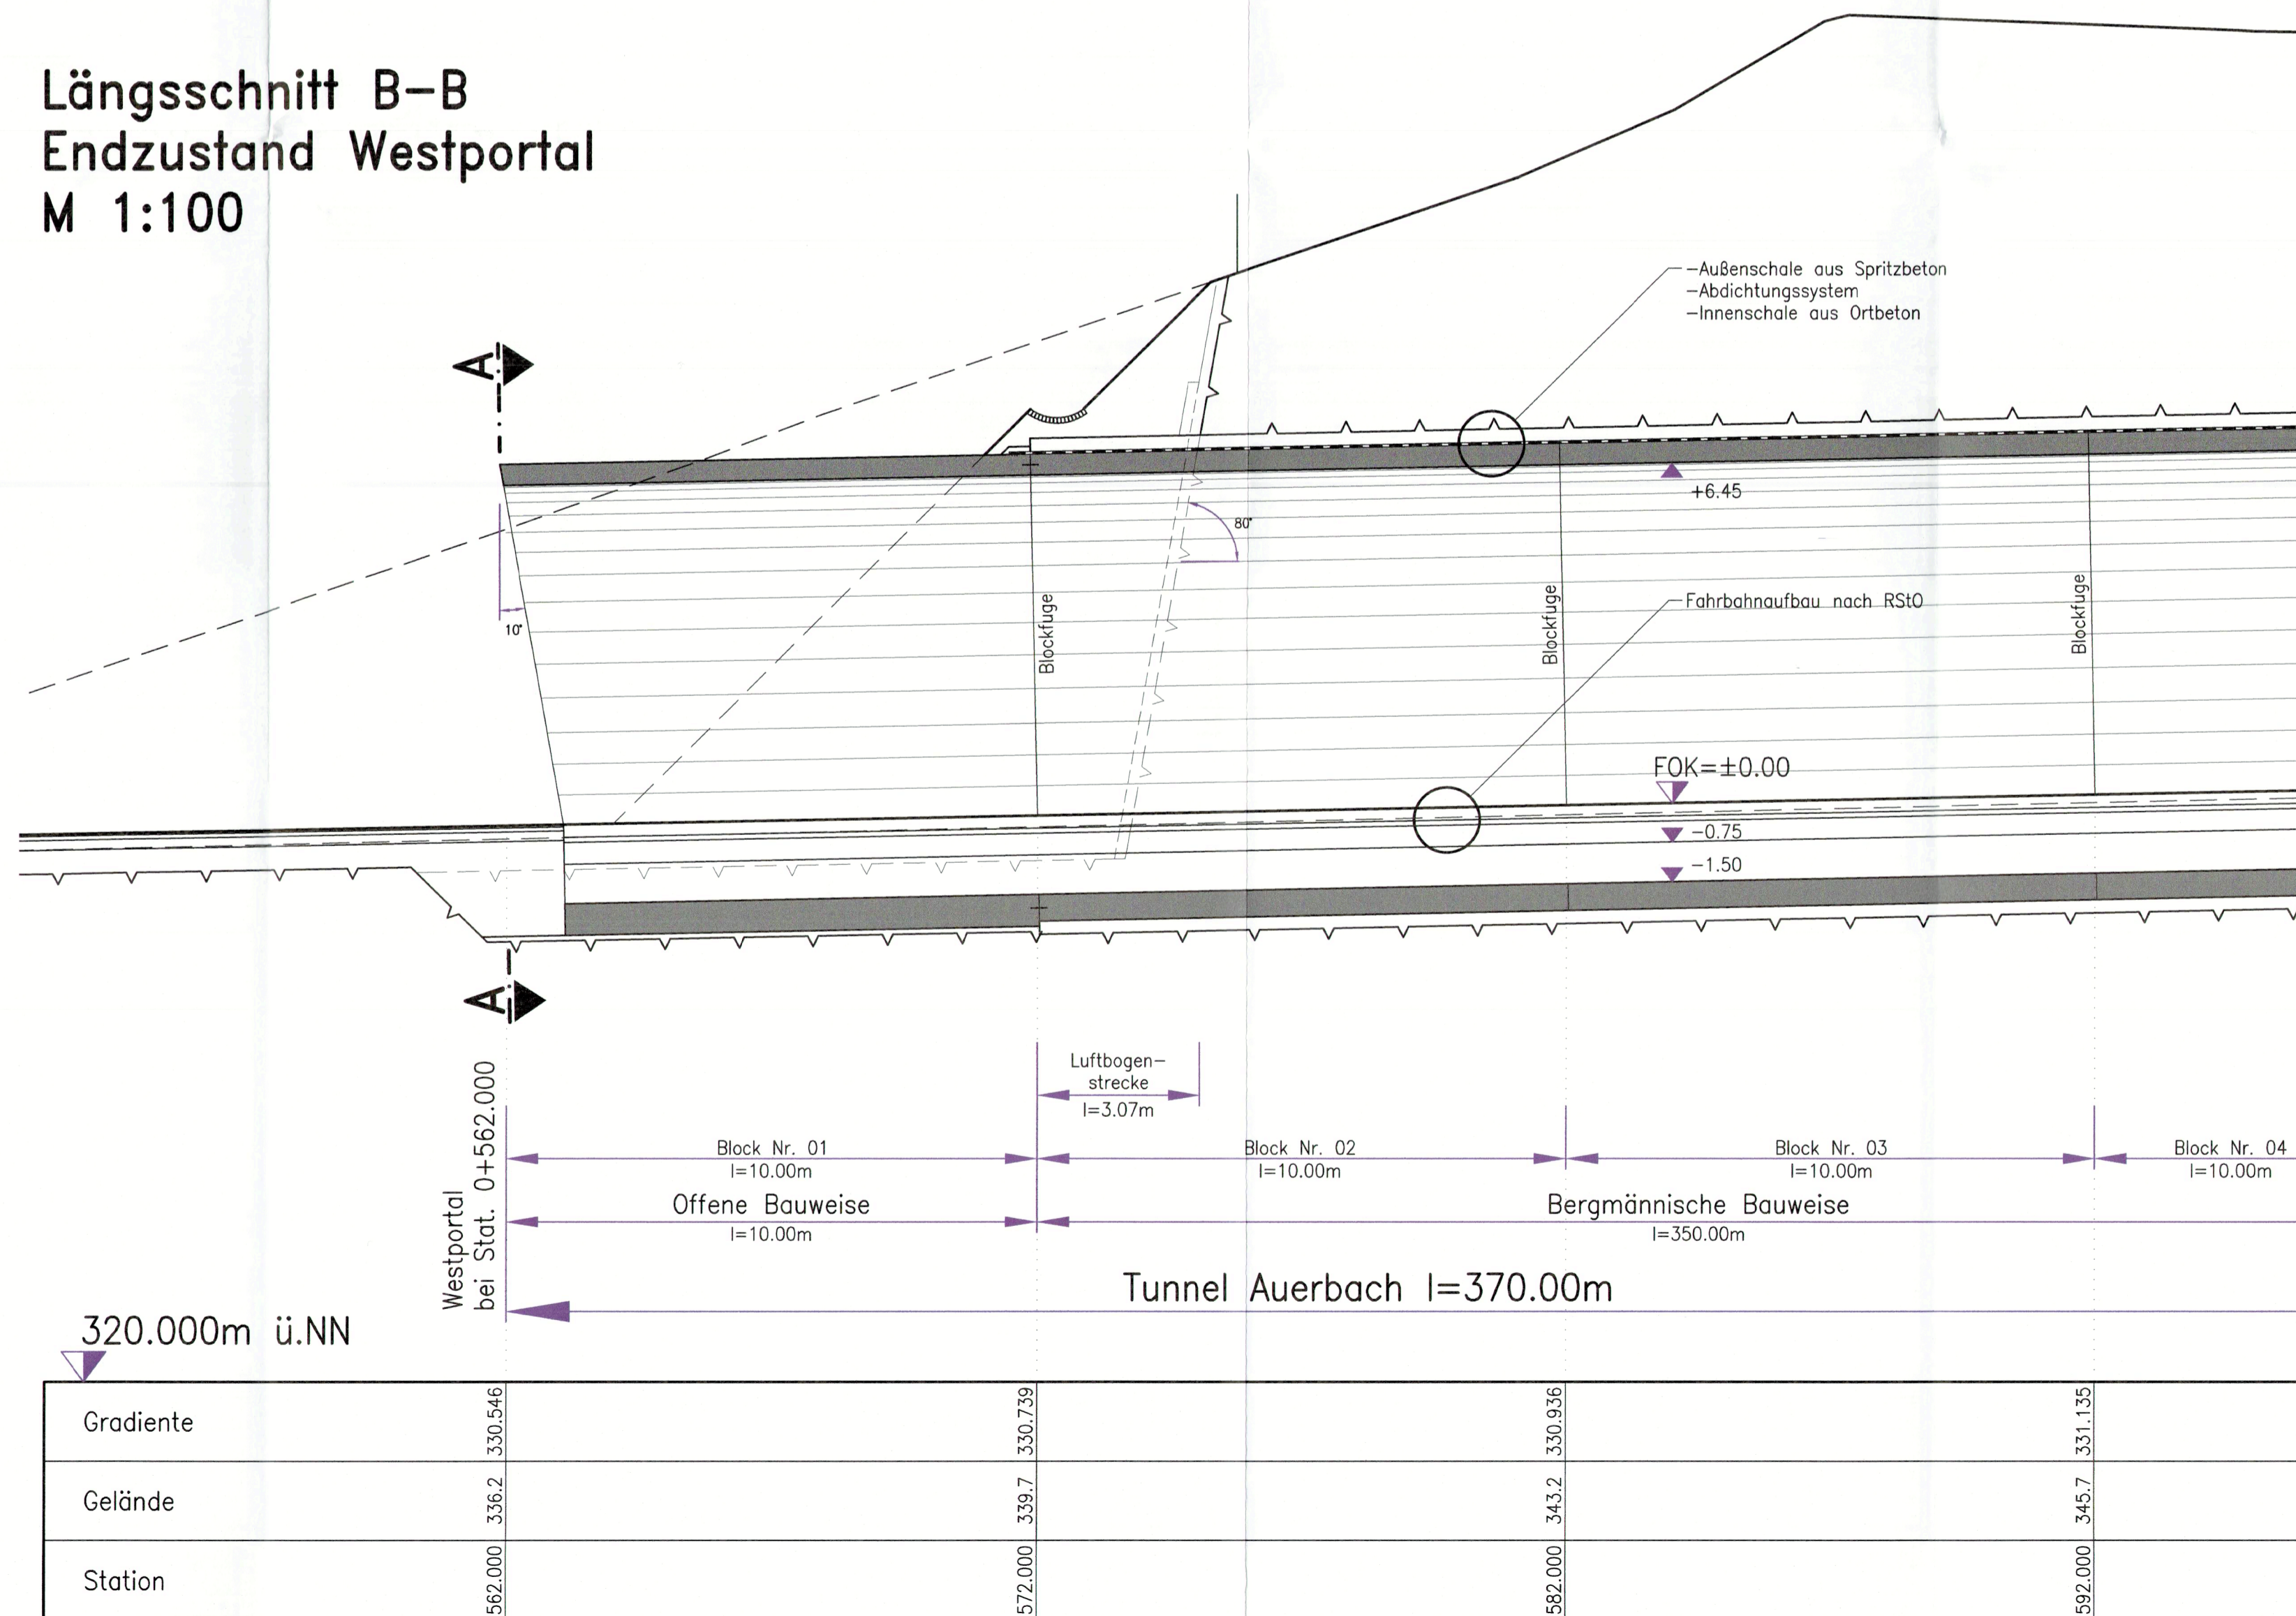 Längsschnitt B-B
Endzustand Westportal
M 1:100
-Außenschale aus Spritzbeton
-Abdichtungssystem
-Innenschale aus Ortbeton
A
+6.45
80°
10°
Blockfuge
Blockfuge
Blockfuge
Fahrbahnaufbau nach RStO
FOK=±0.00
-0.75
-1.50
A
Luftbogen-
strecke
l=3.07m
Westportal
bei Stat. 0+562.000
Block Nr. 01
l=10.00m
Block Nr. 02
l=10.00m
Block Nr. 03
l=10.00m
Block Nr. 04
l=10.00m
Offene Bauweise
l=10.00m
Bergmännische Bauweise
l=350.00m
Tunnel Auerbach l=370.00m
320.000m ü.NN
Gradiente 330.546 330.739 330.936 331.135
Gelände 336.2 339.7 343.2 345.7
Station 562.000 572.000 582.000 592.000